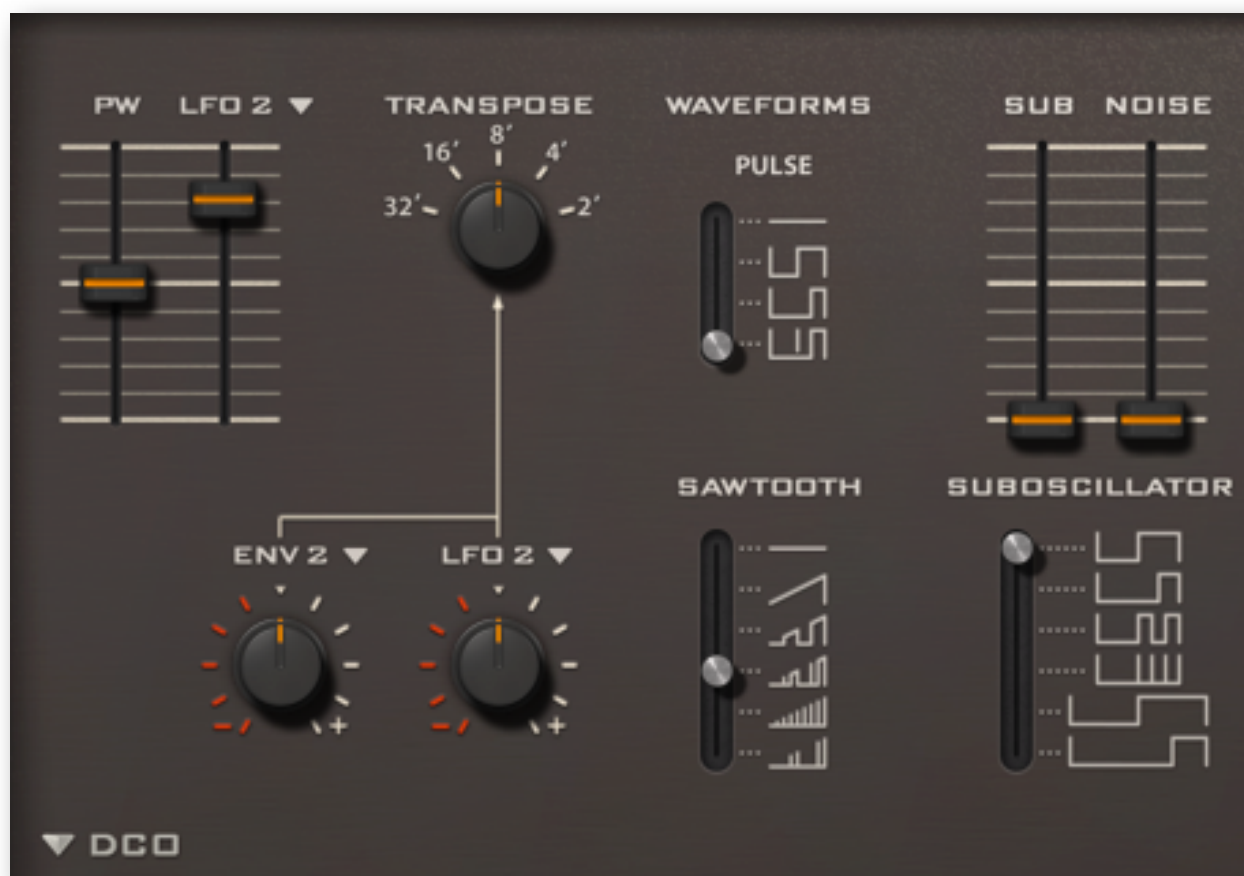 PW LFO 2 TRANSPOSE WAVEFORMS SUB NOISE
8′
16′ 4′
32′ 2′
PULSE
SAWTOOTH SUBOSCILLATOR
ENV 2 LFO 2
- + - +
DCO